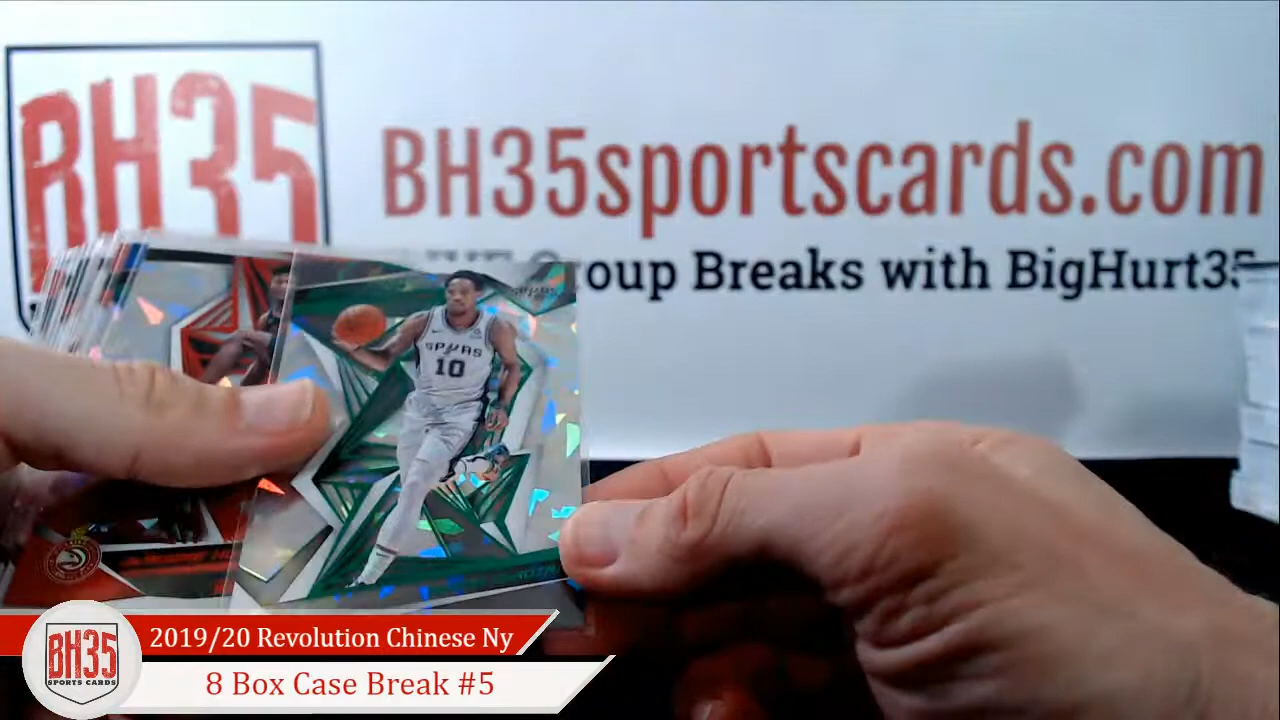 BH35
BH35sportscards.com
Group Breaks with BigHurt35
SPURS
10
BH35
SPORTS CARDS
2019/20 Revolution Chinese Ny
8 Box Case Break #5